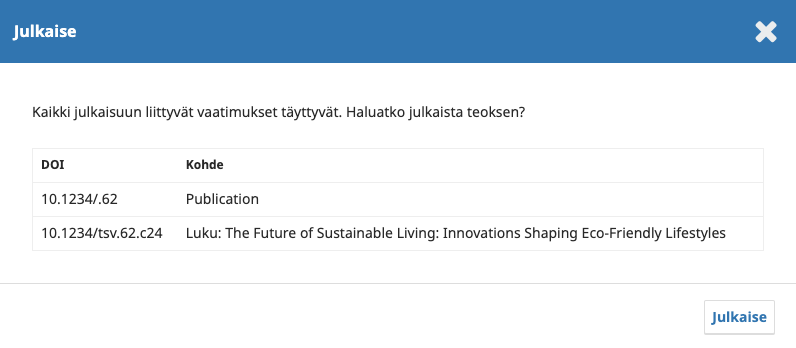 Julkaise
Kaikki julkaisuun liittyvät vaatimukset täyttyvät. Haluatko julkaista teoksen?
DOI Kohde
10.1234/.62 Publication
10.1234/tsv.62.c24 Luku: The Future of Sustainable Living: Innovations Shaping Eco-Friendly Lifestyles
Julkaise